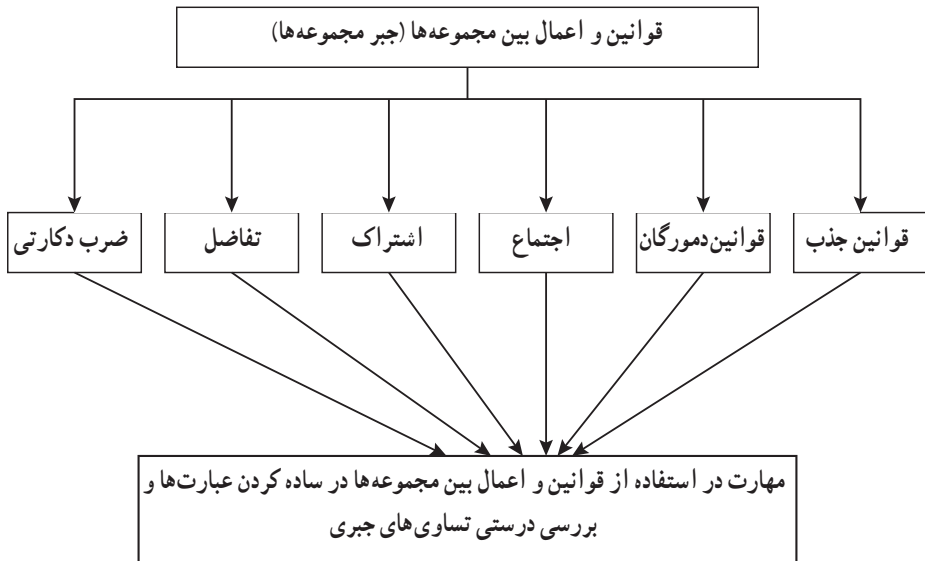 قوانین و اعمال بین مجموعه‌ها (جبر مجموعه‌ها)
قوانین جذب
قوانین دمورگان
اجتماع
اشتراک
تفاضل
ضرب دکارتی
مهارت در استفاده از قوانین و اعمال بین مجموعه‌ها در ساده کردن عبارت‌ها و
بررسی درستی تساوی‌های جبری